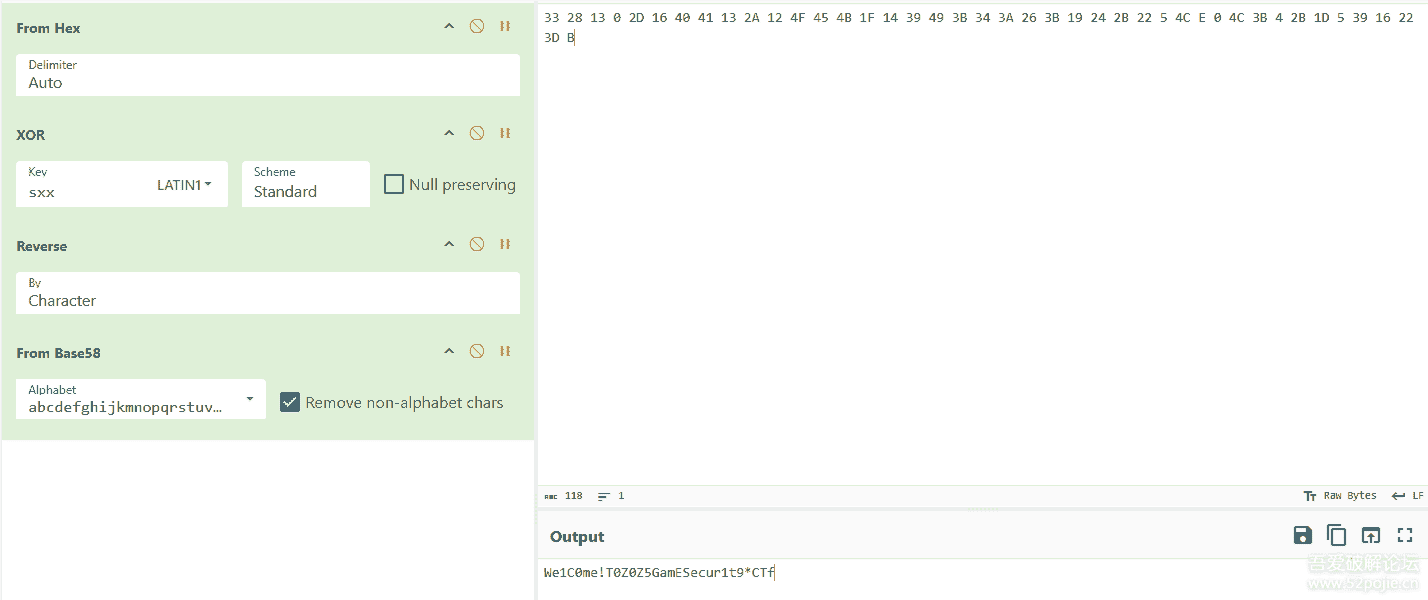 From Hex
Delimiter
Auto
XOR
Key
sxx
LATIN1
Scheme
Standard
Null preserving
Reverse
By
Character
From Base58
Alphabet
abcdefghijkmnopqrstuv…
Remove non-alphabet chars
33 28 13 0 2D 16 40 41 13 2A 12 4F 45 4B 1F 14 39 49 3B 34 3A 26 3B 19 24 2B 22 5 4C E 0 4C 3B 4 2B 1D 5 39 16 22
3D B
ABC 118 1
Tт Raw Bytes LF
Output
We1C0me!T0Z0Z5GamESecur1t9*CTf
吾爱破解论坛
www.52pojie.cn